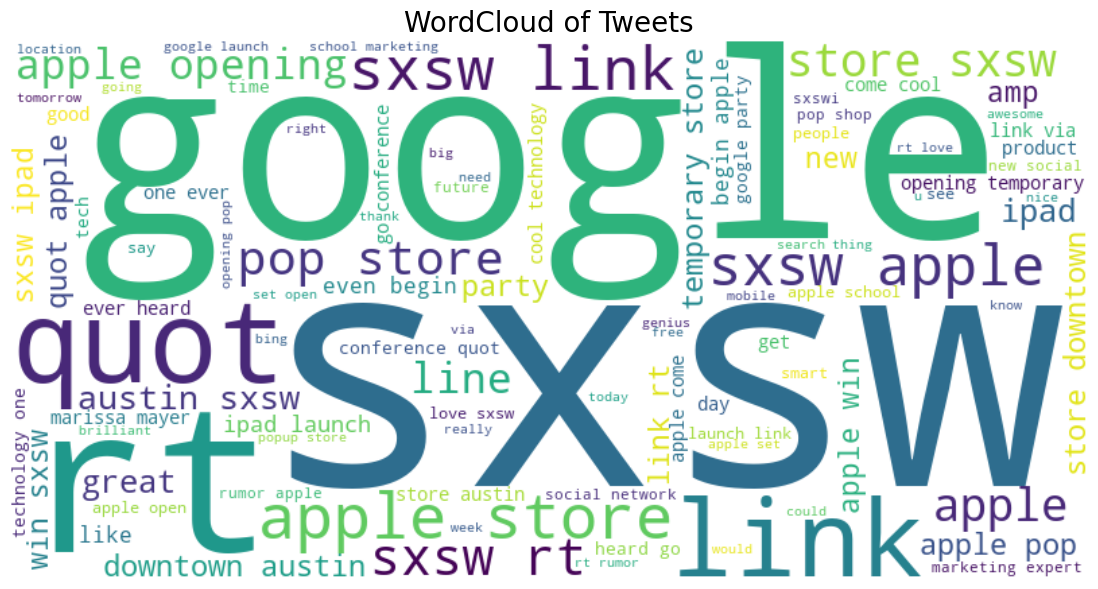 WordCloud of Tweets
location
google launch
school marketing
apple opening
sxsw link
store sxsw
going
time
tomorrow
good
google
right
big
need
future
thank
go conference
cool technology
temporary store
begin apple
google party
come cool
sxswi
pop shop
people
new
amp
awesome
link via
product
rt love
new social
opening temporary
u
see
nice
ipad
sxsw ipad
quot apple
tech
one ever
say
opening pop
pop store
set open
even begin
party
search
thing
sxsw apple
mobile
apple school
know
store downtown
ever heard
quot
bing
via
conference quot
line
genius
free
get
smart
sxsw
austin sxsw
marissa mayer
brilliant
ipad launch
popup store
love sxsw
really
today
link rt
apple come
day
launch link
apple set
apple win
technology one
win sxsw
rt
great
apple open
like
rumor apple
store austin
social network
apple store
week
could
link
apple
downtown austin
sxsw rt
heard go
rt rumor
would
apple pop
marketing expert